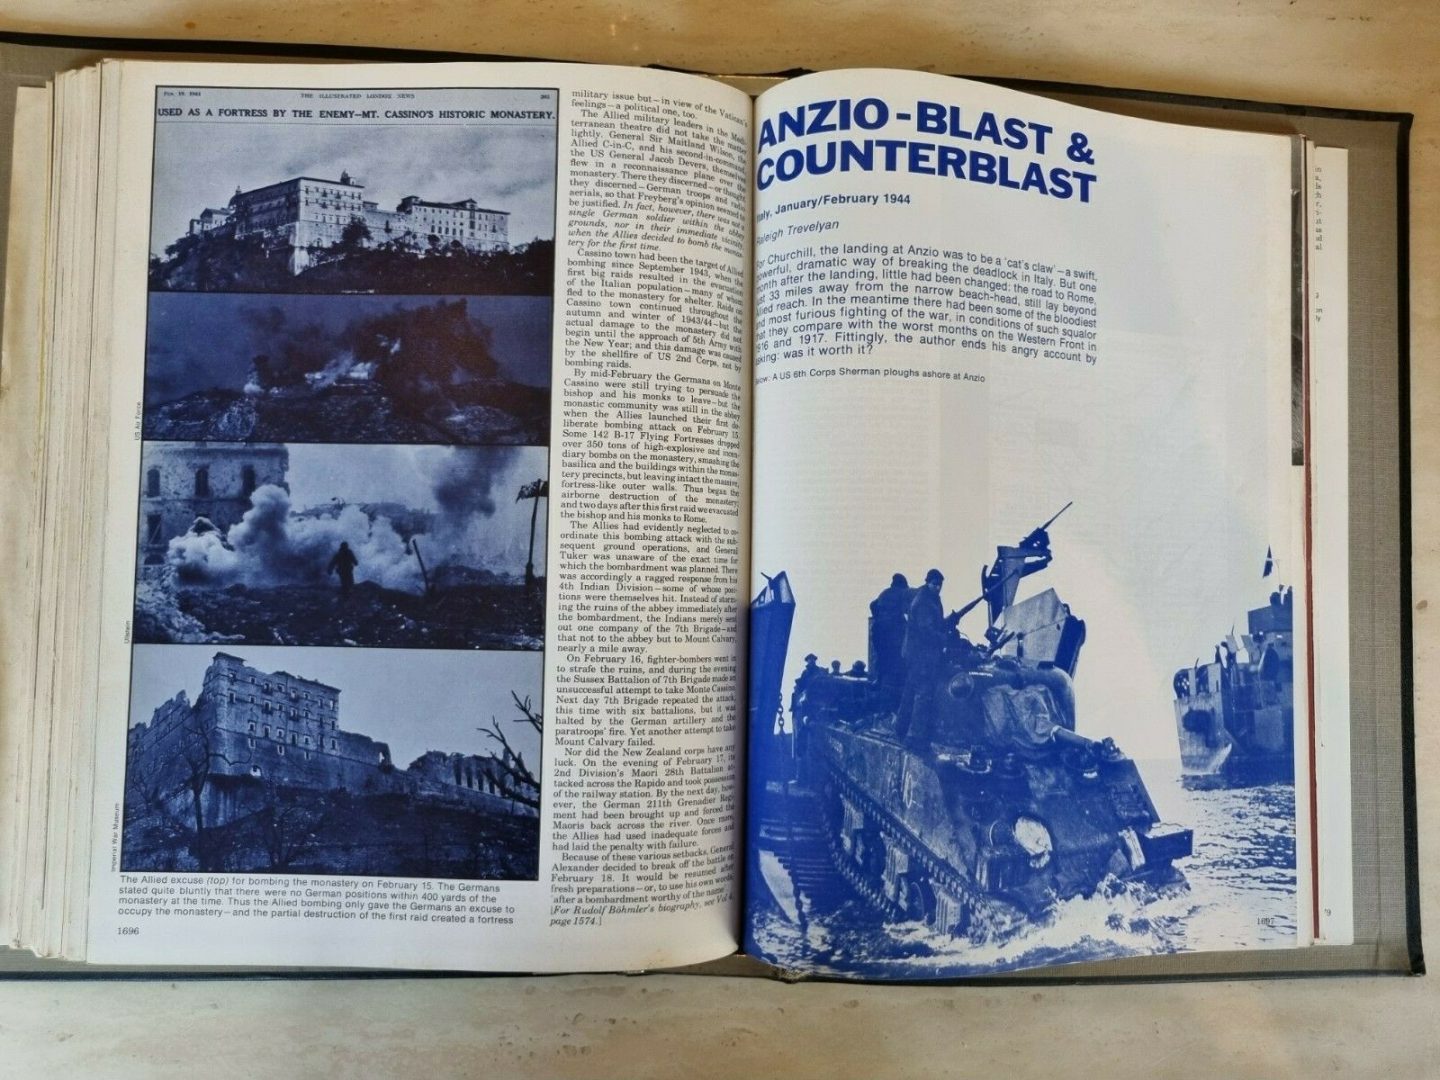 Feb. 19, 1944
THE ILLUSTRATED LONDON NEWS
USED AS A FORTRESS BY THE ENEMY—MT. CASSINO'S HISTORIC MONASTERY.
US Air Force
Ullstein
Imperial War Museum
The Allied excuse (top) for bombing the monastery on February 15. The Germans
stated quite bluntly that there were no German positions within 400 yards of the
monastery at the time. Thus the Allied bombing only gave the Germans an excuse to
occupy the monastery—and the partial destruction of the first raid created a fortress
1696
military issue but—in view of the Vatican's
feelings—a political one, too.
The Allied military leaders in the Medi-
terranean theatre did not take the matter
lightly. General Sir Maitland Wilson, the
Allied C-in-C, and his second-in-command,
the US General Jacob Devers, themselves
flew in a reconnaissance plane over the
monastery. There they discerned—or thought
they discerned—German troops and radio
aerials, so that Freyberg's opinion seemed to
be justified. In fact, however, there was not a
single German soldier within the abbey
grounds, nor in their immediate vicinity,
when the Allies decided to bomb the monas-
tery for the first time.
Cassino town had been the target of Allied
bombing since September 1943, when the
first big raids resulted in the evacuation
of the Italian population—many of whom
fled to the monastery for shelter. Raids on
Cassino town continued throughout the
autumn and winter of 1943/44—but the
actual damage to the monastery did not
begin until the approach of 5th Army with
the New Year; and this damage was caused
by the shellfire of US 2nd Corps, not by
bombing raids.
By mid-February the Germans on Monte
Cassino were still trying to persuade the
bishop and his monks to leave—but the
monastic community was still in the abbey
when the Allies launched their first de-
liberate bombing attack on February 15.
Some 142 B-17 Flying Fortresses dropped
over 350 tons of high-explosive and incen-
diary bombs on the monastery, smashing the
basilica and the buildings within the monas-
tery precincts, but leaving intact the massive,
fortress-like outer walls. Thus began the
airborne destruction of the monastery;
and two days after this first raid we evacuated
the bishop and his monks to Rome.
The Allies had evidently neglected to co-
ordinate this bombing attack with the sub-
sequent ground operations, and General
Tuker was unaware of the exact time for
which the bombardment was planned. There
was accordingly a ragged response from his
4th Indian Division—some of whose posi-
tions were themselves hit. Instead of storm-
ing the ruins of the abbey immediately after
the bombardment, the Indians merely sent
out one company of the 7th Brigade—and
that not to the abbey but to Mount Calvary,
nearly a mile away.
On February 16, fighter-bombers went in
to strafe the ruins, and during the evening
the Sussex Battalion of 7th Brigade made an
unsuccessful attempt to take Monte Cassino.
Next day 7th Brigade repeated the attack,
this time with six battalions, but it was
halted by the German artillery and the
paratroops' fire. Yet another attempt to take
Mount Calvary failed.
Nor did the New Zealand corps have any
luck. On the evening of February 17, its
2nd Division's Maori 28th Battalion at-
tacked across the Rapido and took possession
of the railway station. By the next day, how-
ever, the German 211th Grenadier Regi-
ment had been brought up and forced the
Maoris back across the river. Once more,
the Allies had used inadequate forces and
had laid the penalty with failure.
Because of these various setbacks, General
Alexander decided to break off the battle on
February 18. It would be resumed after
fresh preparations—or, to use his own words,
'after a bombardment worthy of the name'
[For Rudolf Böhmler's biography, see Vol 4,
page 1574.]
ANZIO-BLAST &
COUNTERBLAST
Italy, January/February 1944
Raleigh Trevelyan
For Churchill, the landing at Anzio was to be a 'cat's claw'—a swift,
powerful, dramatic way of breaking the deadlock in Italy. But one
month after the landing, little had been changed: the road to Rome,
just 33 miles away from the narrow beach-head, still lay beyond
Allied reach. In the meantime there had been some of the bloodiest
and most furious fighting of the war, in conditions of such squalor
that they compare with the worst months on the Western Front in
1916 and 1917. Fittingly, the author ends his angry account by
asking: was it worth it?
Below: A US 6th Corps Sherman ploughs ashore at Anzio
1697